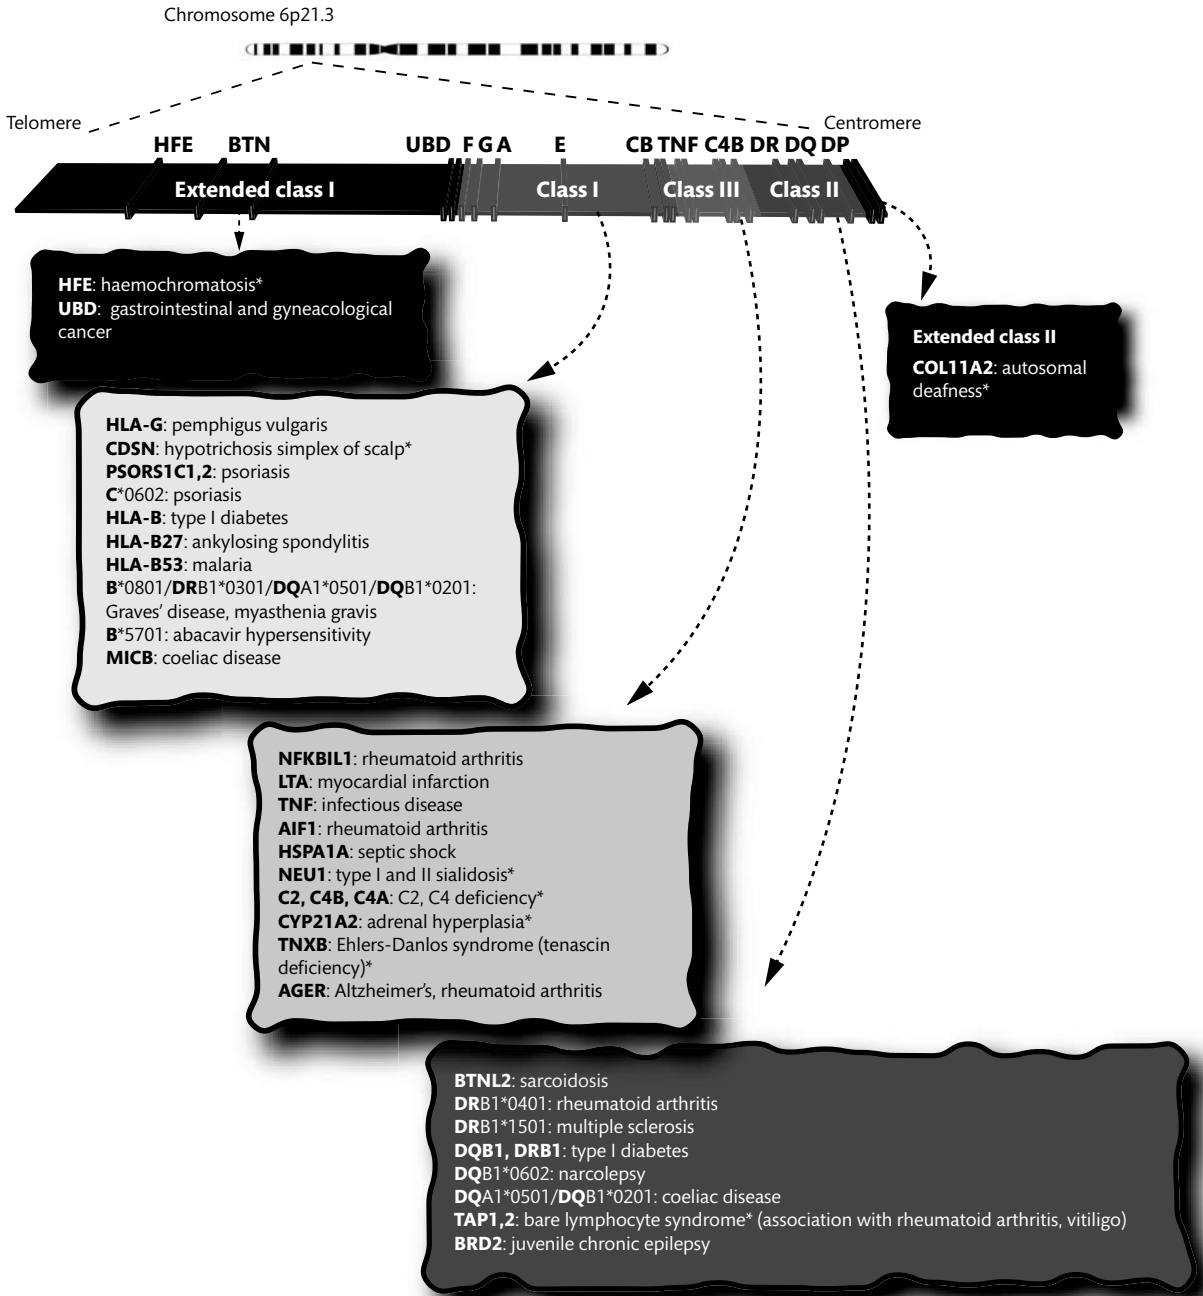 Chromosome 6p21.3
Telomere
Centromere
HFE BTN UBD F G A E CB TNF C4B DR DQ DP
Extended class I Class I Class III Class II
HFE: haemochromatosis*
UBD: gastrointestinal and gyneacological
cancer
Extended class II
COL11A2: autosomal
deafness*
HLA-G: pemphigus vulgaris
CDSN: hypotrichosis simplex of scalp*
PSORS1C1,2: psoriasis
C*0602: psoriasis
HLA-B: type I diabetes
HLA-B27: ankylosing spondylitis
HLA-B53: malaria
B*0801/DRB1*0301/DQA1*0501/DQB1*0201:
Graves’ disease, myasthenia gravis
B*5701: abacavir hypersensitivity
MICB: coeliac disease
NFKBIL1: rheumatoid arthritis
LTA: myocardial infarction
TNF: infectious disease
AIF1: rheumatoid arthritis
HSPA1A: septic shock
NEU1: type I and II sialidosis*
C2, C4B, C4A: C2, C4 deficiency*
CYP21A2: adrenal hyperplasia*
TNXB: Ehlers-Danlos syndrome (tenascin
deficiency)*
AGER: Altzheimer’s, rheumatoid arthritis
BTNL2: sarcoidosis
DRB1*0401: rheumatoid arthritis
DRB1*1501: multiple sclerosis
DQB1, DRB1: type I diabetes
DQB1*0602: narcolepsy
DQA1*0501/DQB1*0201: coeliac disease
TAP1,2: bare lymphocyte syndrome* (association with rheumatoid arthritis, vitiligo)
BRD2: juvenile chronic epilepsy